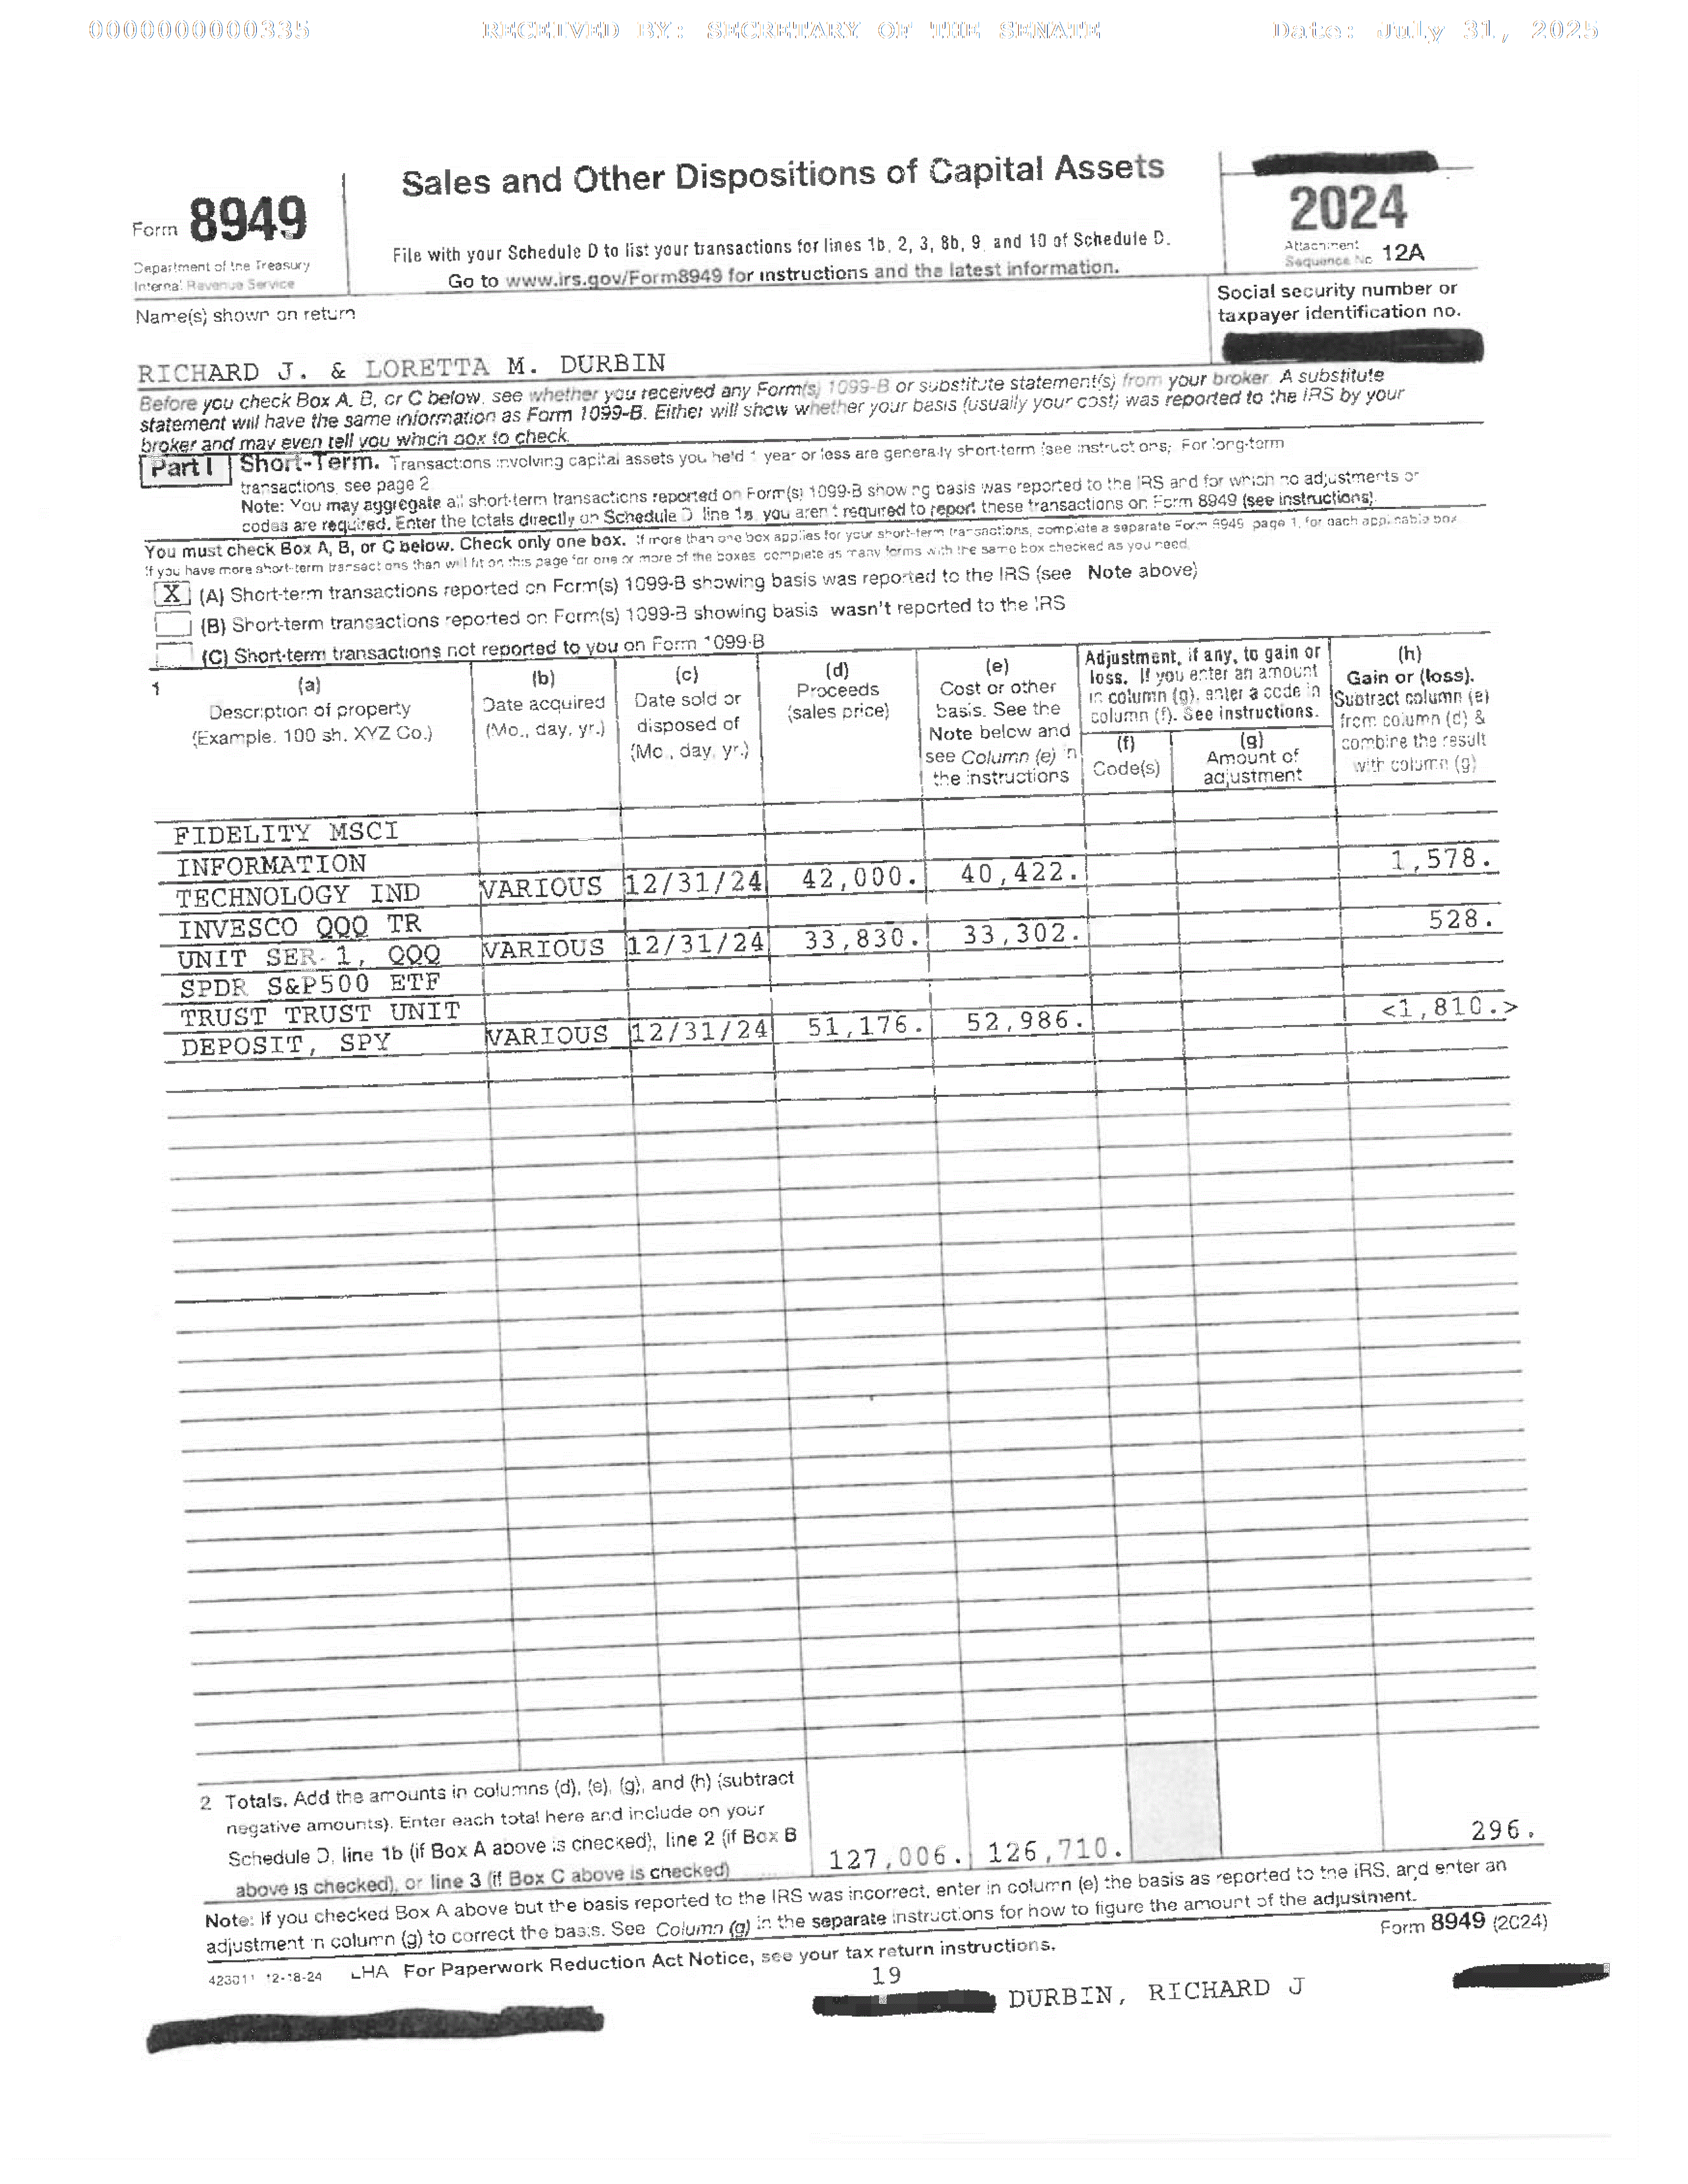 0000000000335 RECEIVED BY: SECRETARY OF THE SENATE Date: July 31, 2025
Form 8949
Department of the Treasury
Internal Revenue Service
Sales and Other Dispositions of Capital Assets
File with your Schedule D to list your transactions for lines 1b, 2, 3, 8b, 9, and 10 of Schedule D.
Go to www.irs.gov/Form8949 for instructions and the latest information.
2024
Attachment
Sequence No. 12A
Name(s) shown on return
Social security number or
taxpayer identification no.
RICHARD J. & LORETTA M. DURBIN
Before you check Box A, B, or C below, see whether you received any Form(s) 1099-B or substitute statement(s) from your broker. A substitute
statement will have the same information as Form 1099-B. Either will show whether your basis (usually your cost) was reported to the IRS by your
broker and may even tell you which box to check.
Part I Short-Term. Transactions involving capital assets you held 1 year or less are generally short-term (see instructions). For long-term
transactions, see page 2.
Note: You may aggregate all short-term transactions reported on Form(s) 1099-B showing basis was reported to the IRS and for which no adjustments or
codes are required. Enter the totals directly on Schedule D, line 1a; you aren't required to report these transactions on Form 8949 (see instructions).
You must check Box A, B, or C below. Check only one box. If more than one box applies for your short-term transactions, complete a separate Form 8949, page 1, for each applicable box.
If you have more short-term transactions than will fit on this page for one or more of the boxes, complete as many forms with the same box checked as you need.
X (A) Short-term transactions reported on Form(s) 1099-B showing basis was reported to the IRS (see Note above)
(B) Short-term transactions reported on Form(s) 1099-B showing basis wasn't reported to the IRS
(C) Short-term transactions not reported to you on Form 1099-B
1
(a)
Description of property
(Example: 100 sh. XYZ Co.)
(b)
Date acquired
(Mo., day, yr.)
(c)
Date sold or
disposed of
(Mo., day, yr.)
(d)
Proceeds
(sales price)
(e)
Cost or other
basis. See the
Note below and
see Column (e) in
the instructions
Adjustment, if any, to gain or
loss. If you enter an amount
in column (g), enter a code in
column (f). See instructions.
(f)
Code(s)
(g)
Amount of
adjustment
(h)
Gain or (loss).
Subtract column (e)
from column (d) &
combine the result
with column (g)
FIDELITY MSCI
INFORMATION
TECHNOLOGY IND VARIOUS 12/31/24 42,000. 40,422. 1,578.
INVESCO QQQ TR
UNIT SER 1, QQQ VARIOUS 12/31/24 33,830. 33,302. 528.
SPDR S&P500 ETF
TRUST TRUST UNIT
DEPOSIT, SPY VARIOUS 12/31/24 51,176. 52,986. <1,810.>
2 Totals. Add the amounts in columns (d), (e), (g), and (h) (subtract
negative amounts). Enter each total here and include on your
Schedule D, line 1b (if Box A above is checked), line 2 (if Box B
above is checked), or line 3 (if Box C above is checked) 127,006. 126,710. 296.
Note: If you checked Box A above but the basis reported to the IRS was incorrect, enter in column (e) the basis as reported to the IRS, and enter an
adjustment in column (g) to correct the basis. See Column (g) in the separate instructions for how to figure the amount of the adjustment.
423011 12-18-24 LHA For Paperwork Reduction Act Notice, see your tax return instructions.
Form 8949 (2024)
19
DURBIN, RICHARD J